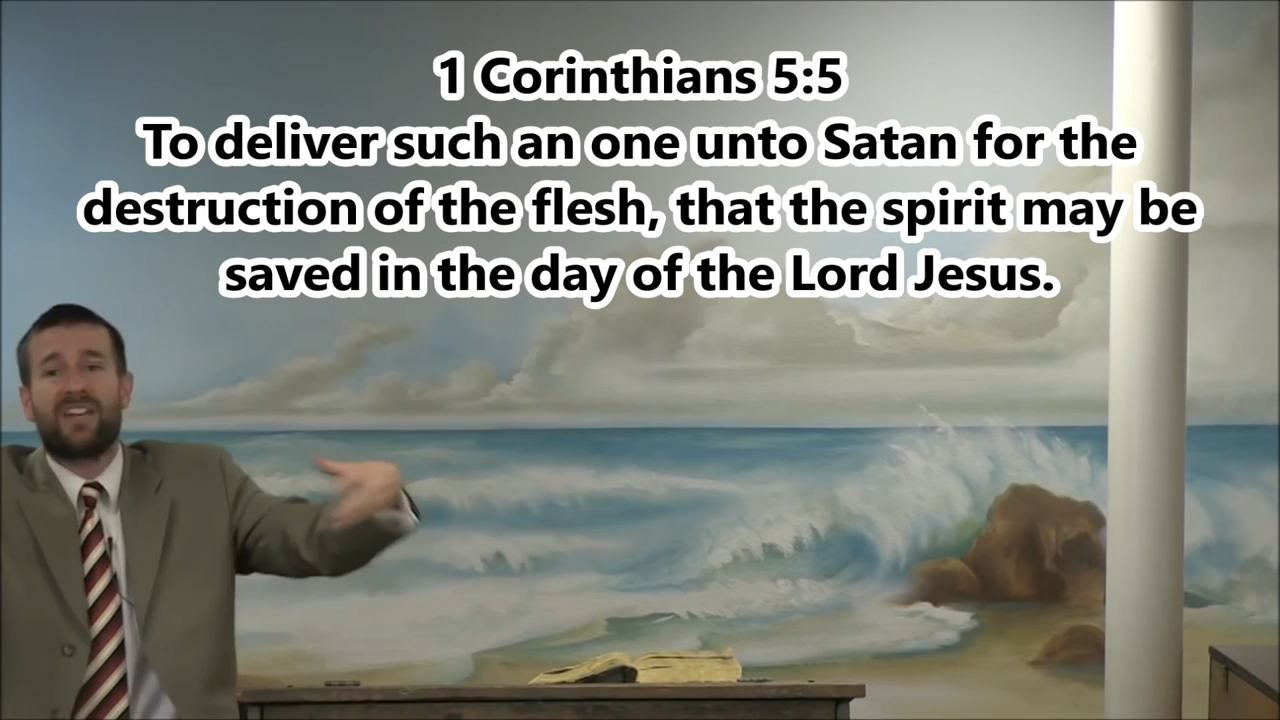 1 Corinthians 5:5
To deliver such an one unto Satan for the
destruction of the flesh, that the spirit may be
saved in the day of the Lord Jesus.